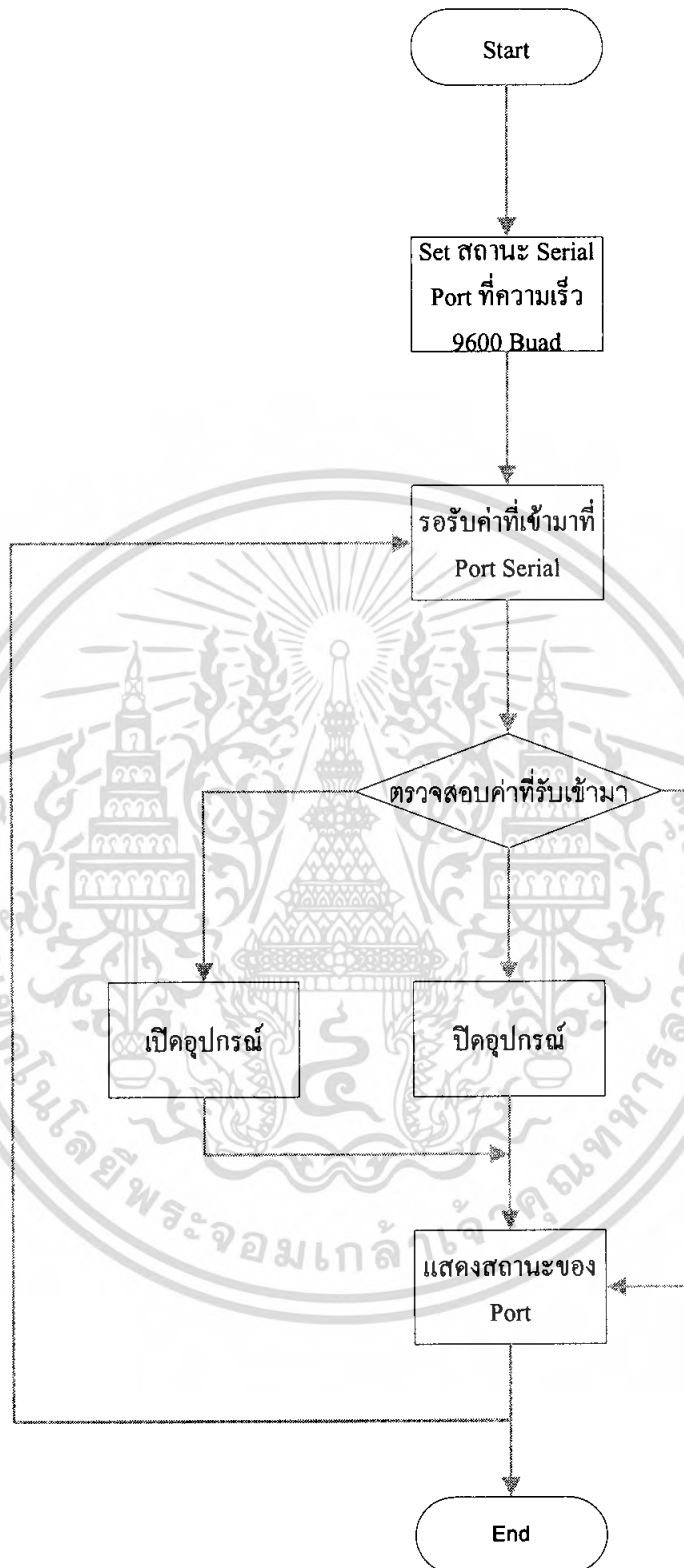 Start
Set สถานะ Serial
Port ที่ความเร็ว
9600 Buad
รอรับค่าที่เข้ามาที่
Port Serial
ตรวจสอบค่าที่รับเข้ามา
เปิดอุปกรณ์
ปิดอุปกรณ์
แสดงสถานะของ
Port
End